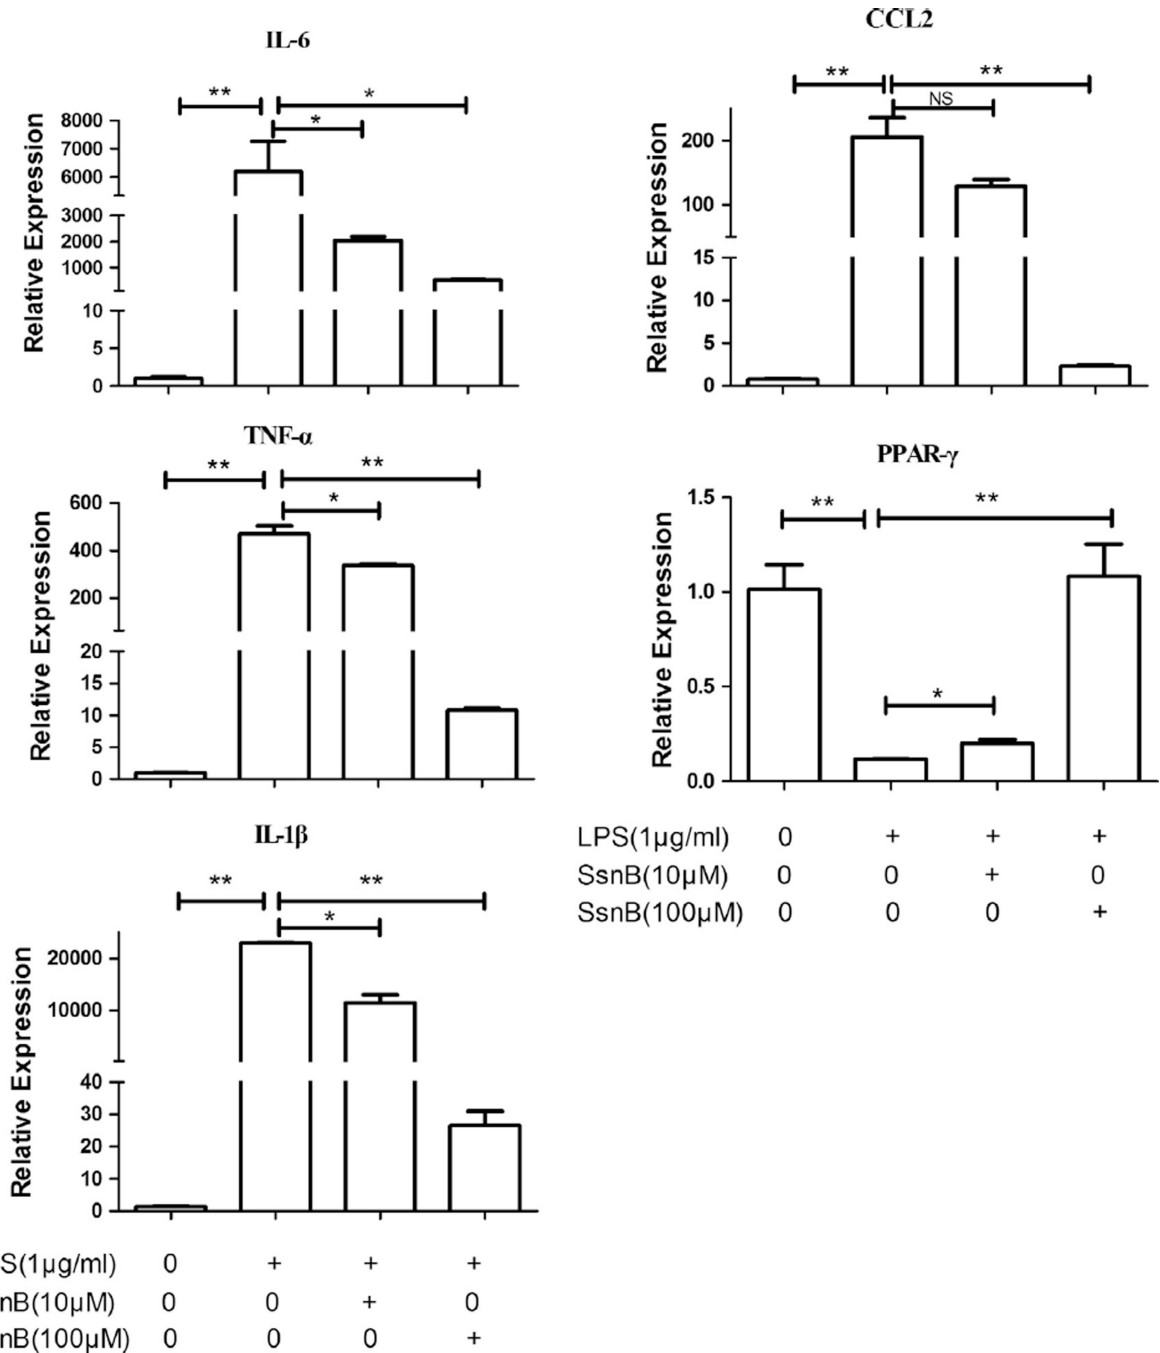 IL-6
** * *
Relative Expression
8000
7000
6000
3000
2000
1000
10
5
0
CCL2
** **
NS
Relative Expression
200
100
15
10
5
0
TNF-α
** **
*
Relative Expression
600
400
200
20
15
10
5
0
PPAR-γ
** **
*
Relative Expression
1.5
1.0
0.5
0.0
LPS(1µg/ml) 0 + + +
SsnB(10µM) 0 0 + 0
SsnB(100µM) 0 0 0 +
IL-1β
** **
*
Relative Expression
20000
10000
40
30
20
10
0
S(1µg/ml) 0 + + +
nB(10µM) 0 0 + 0
nB(100µM) 0 0 0 +